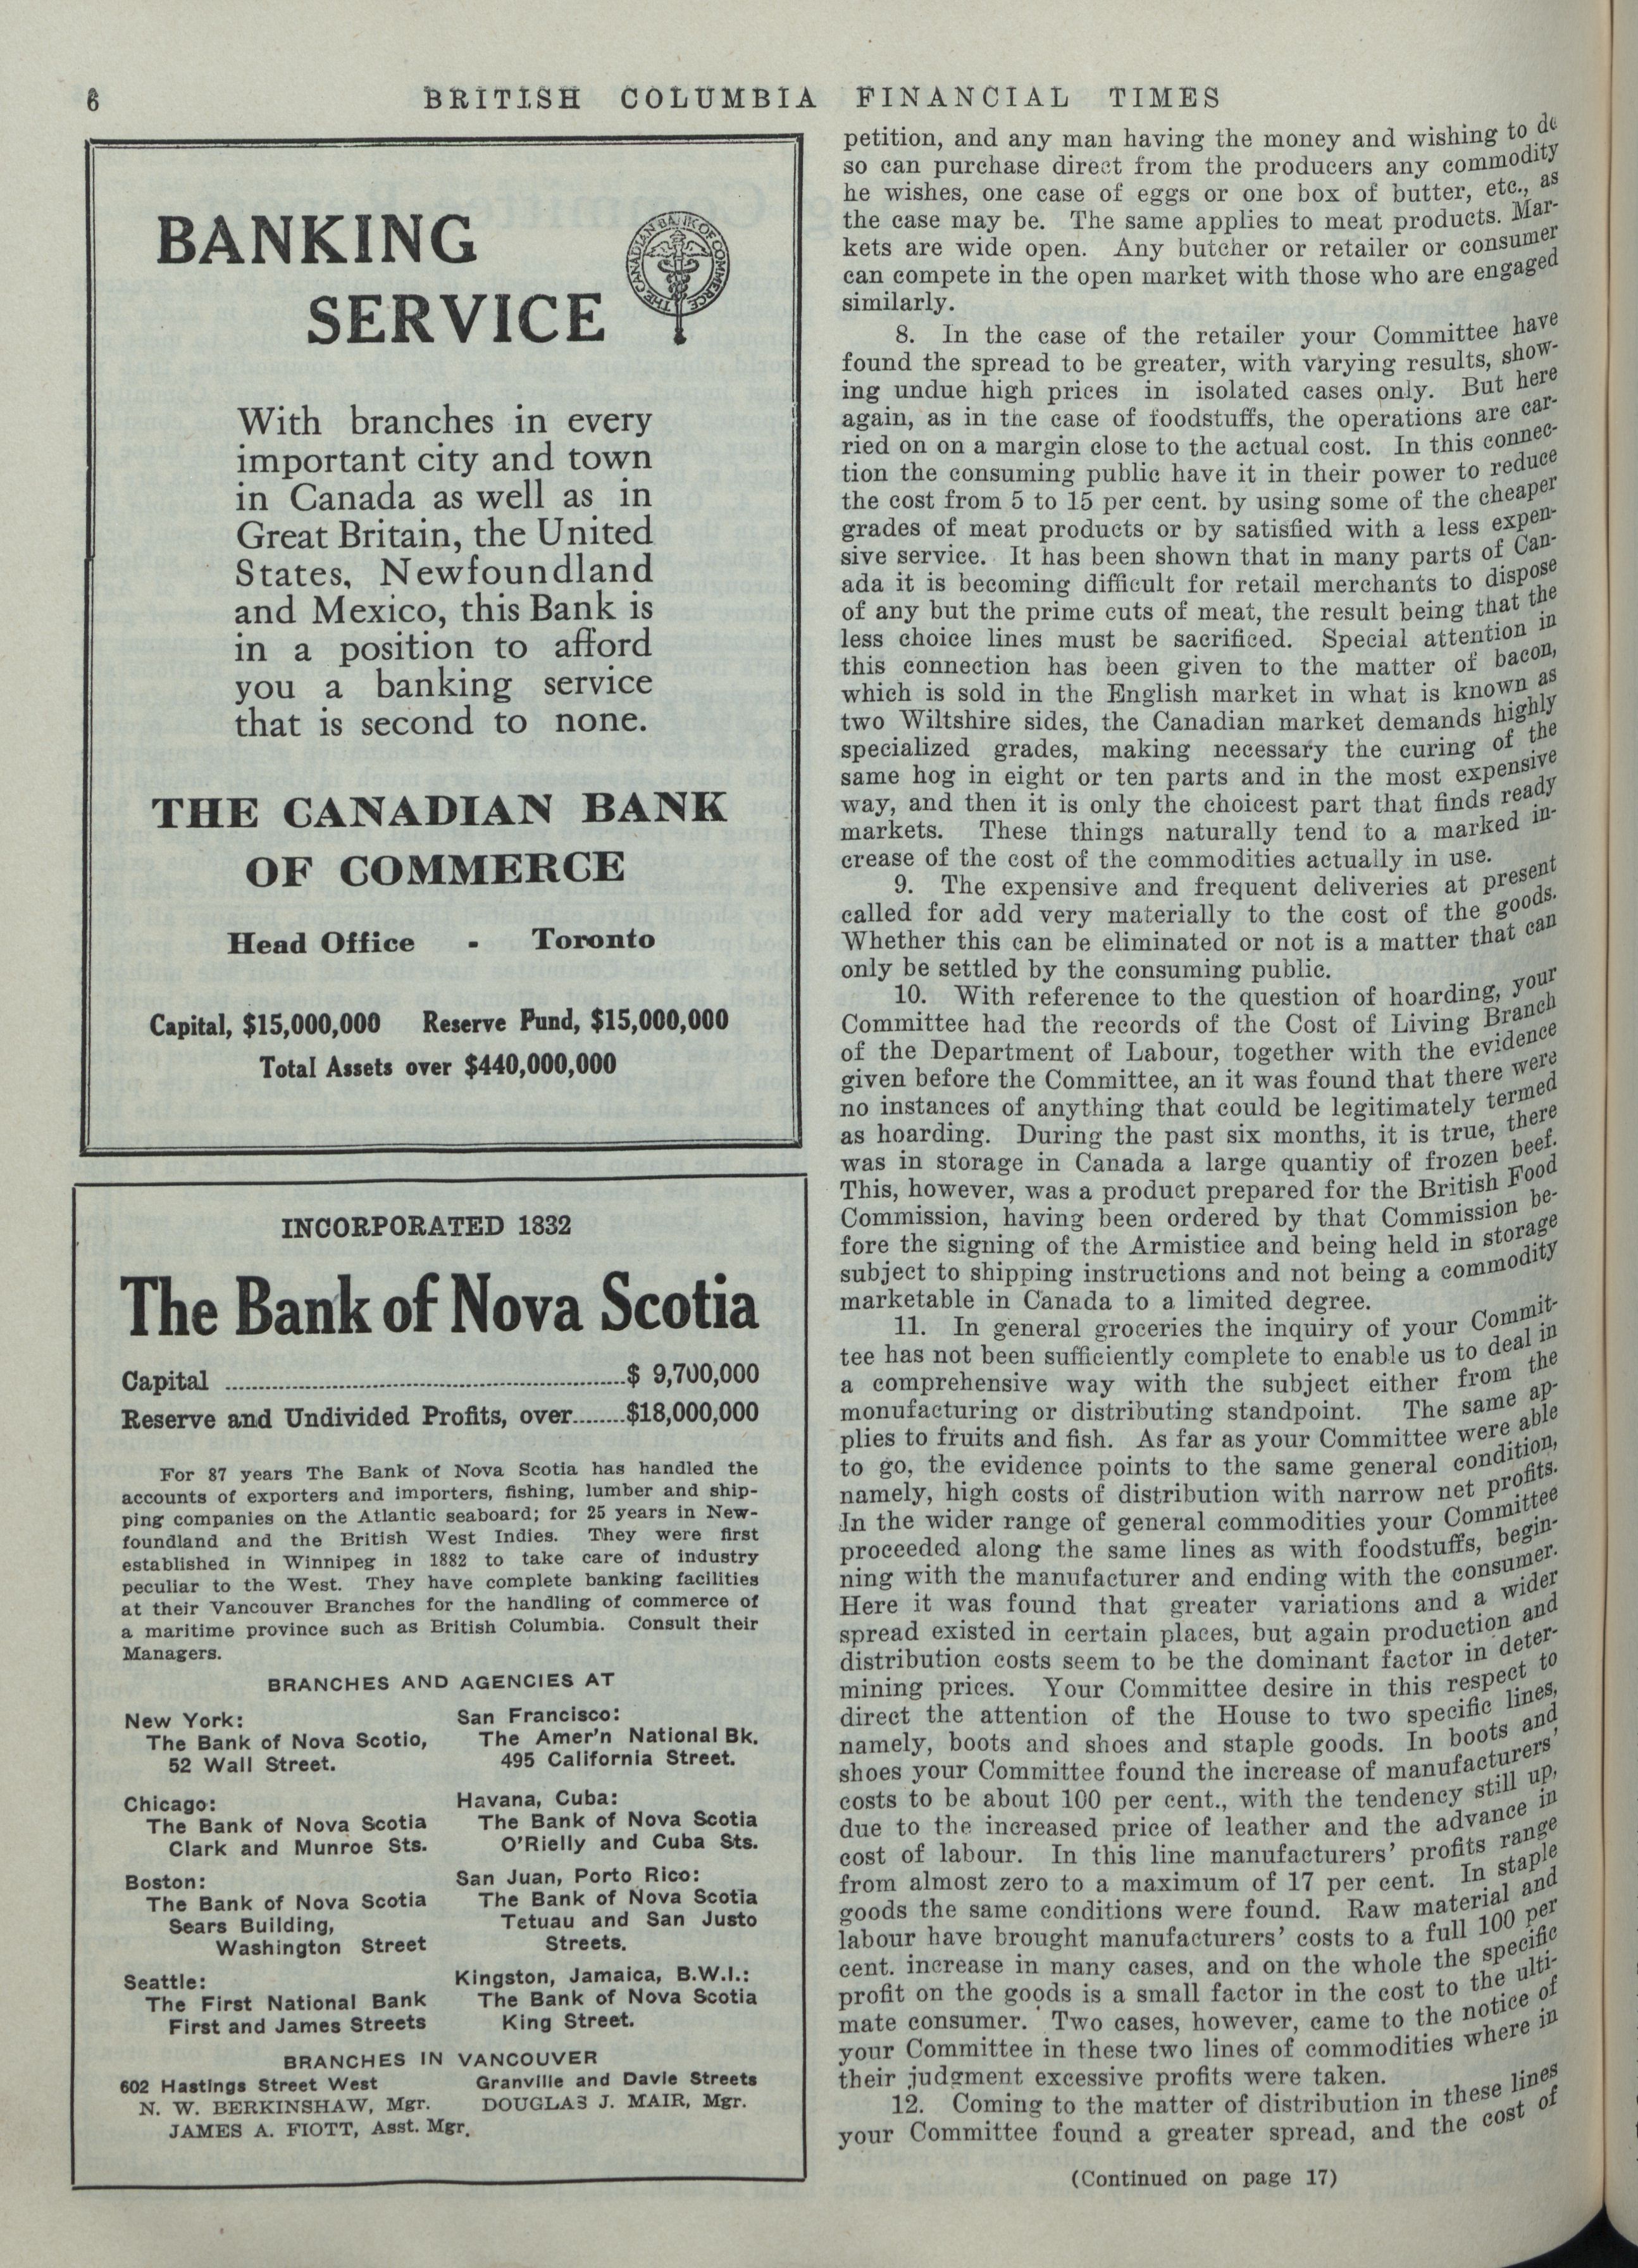 6
BRITISH COLUMBIA FINANCIAL TIMES
BANKING
SERVICE
THE CANADIAN BANK OF COMMERCE
With branches in every
important city and town
in Canada as well as in
Great Britain, the United
States, Newfoundland
and Mexico, this Bank is
in a position to afford
you a banking service
that is second to none.
THE CANADIAN BANK
OF COMMERCE
Head Office - Toronto
Capital, $15,000,000 Reserve Fund, $15,000,000
Total Assets over $440,000,000
INCORPORATED 1832
The Bank of Nova Scotia
Capital ........................................................$ 9,700,000
Reserve and Undivided Profits, over........$18,000,000
For 87 years The Bank of Nova Scotia has handled the
accounts of exporters and importers, fishing, lumber and ship-
ping companies on the Atlantic seaboard; for 25 years in New-
foundland and the British West Indies. They were first
established in Winnipeg in 1882 to take care of industry
peculiar to the West. They have complete banking facilities
at their Vancouver Branches for the handling of commerce of
a maritime province such as British Columbia. Consult their
Managers.
BRANCHES AND AGENCIES AT
New York:
The Bank of Nova Scotio,
52 Wall Street.
San Francisco:
The Amer'n National Bk.
495 California Street.
Chicago:
The Bank of Nova Scotia
Clark and Munroe Sts.
Havana, Cuba:
The Bank of Nova Scotia
O'Rielly and Cuba Sts.
Boston:
The Bank of Nova Scotia
Sears Building,
Washington Street
San Juan, Porto Rico:
The Bank of Nova Scotia
Tetuau and San Justo
Streets.
Seattle:
The First National Bank
First and James Streets
Kingston, Jamaica, B.W.I.:
The Bank of Nova Scotia
King Street.
BRANCHES IN VANCOUVER
602 Hastings Street West
N. W. BERKINSHAW, Mgr.
JAMES A. FIOTT, Asst. Mgr.
Granville and Davie Streets
DOUGLAS J. MAIR, Mgr.
petition, and any man having the money and wishing to do
so can purchase direct from the producers any commodity
he wishes, one case of eggs or one box of butter, etc., as
the case may be. The same applies to meat products. Mar-
kets are wide open. Any butcher or retailer or consumer
can compete in the open market with those who are engaged
similarly.
8. In the case of the retailer your Committee have
found the spread to be greater, with varying results, show-
ing undue high prices in isolated cases only. But here
again, as in the case of foodstuffs, the operations are car-
ried on on a margin close to the actual cost. In this connec-
tion the consuming public have it in their power to reduce
the cost from 5 to 15 per cent. by using some of the cheaper
grades of meat products or by satisfied with a less expen-
sive service. It has been shown that in many parts of Can-
ada it is becoming difficult for retail merchants to dispose
of any but the prime cuts of meat, the result being that the
less choice lines must be sacrificed. Special attention in
this connection has been given to the matter of bacon,
which is sold in the English market in what is known as
two Wiltshire sides, the Canadian market demands highly
specialized grades, making necessary the curing of the
same hog in eight or ten parts and in the most expensive
way, and then it is only the choicest part that finds ready
markets. These things naturally tend to a marked in-
crease of the cost of the commodities actually in use.
9. The expensive and frequent deliveries at present
called for add very materially to the cost of the goods.
Whether this can be eliminated or not is a matter that can
only be settled by the consuming public.
10. With reference to the question of hoarding, your
Committee had the records of the Cost of Living Branch
of the Department of Labour, together with the evidence
given before the Committee, an it was found that there were
no instances of anything that could be legitimately termed
as hoarding. During the past six months, it is true, there
was in storage in Canada a large quantiy of frozen beef.
This, however, was a product prepared for the British Food
Commission, having been ordered by that Commission be-
fore the signing of the Armistice and being held in storage
subject to shipping instructions and not being a commodity
marketable in Canada to a limited degree.
11. In general groceries the inquiry of your Commit-
tee has not been sufficiently complete to enable us to deal in
a comprehensive way with the subject either from the
monufacturing or distributing standpoint. The same ap-
plies to fruits and fish. As far as your Committee were able
to go, the evidence points to the same general condition,
namely, high costs of distribution with narrow net profits.
In the wider range of general commodities your Committee
proceeded along the same lines as with foodstuffs, begin-
ning with the manufacturer and ending with the consumer.
Here it was found that greater variations and a wider
spread existed in certain places, but again production and
distribution costs seem to be the dominant factor in deter-
mining prices. Your Committee desire in this respect to
direct the attention of the House to two specific lines,
namely, boots and shoes and staple goods. In boots and
shoes your Committee found the increase of manufacturers'
costs to be about 100 per cent., with the tendency still up,
due to the increased price of leather and the advance in
cost of labour. In this line manufacturers' profits range
from almost zero to a maximum of 17 per cent. In staple
goods the same conditions were found. Raw material and
labour have brought manufacturers' costs to a full 100 per
cent. increase in many cases, and on the whole the specific
profit on the goods is a small factor in the cost to the ulti-
mate consumer. Two cases, however, came to the notice of
your Committee in these two lines of commodities where in
their judgment excessive profits were taken.
12. Coming to the matter of distribution in these lines
your Committee found a greater spread, and the cost of
(Continued on page 17)